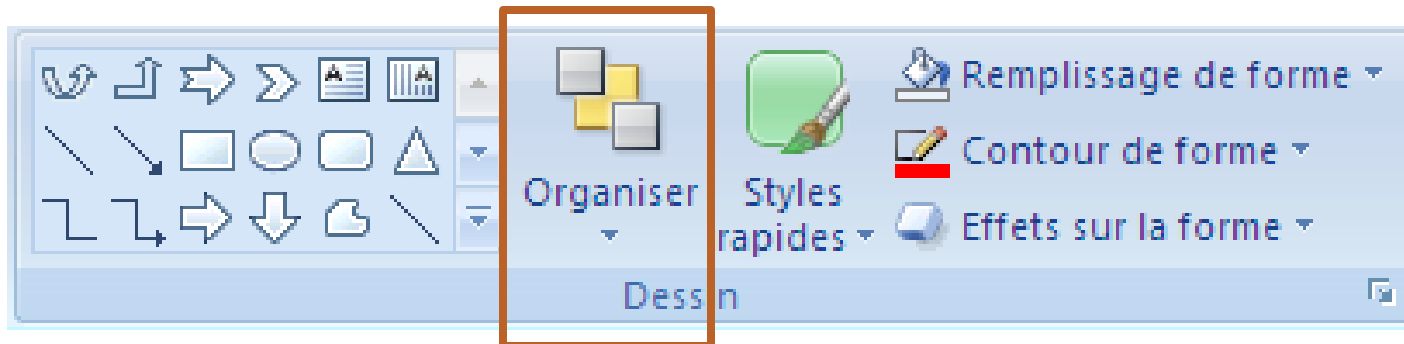 Organiser
Styles
rapides
Remplissage de forme
Contour de forme
Effets sur la forme
Dessin